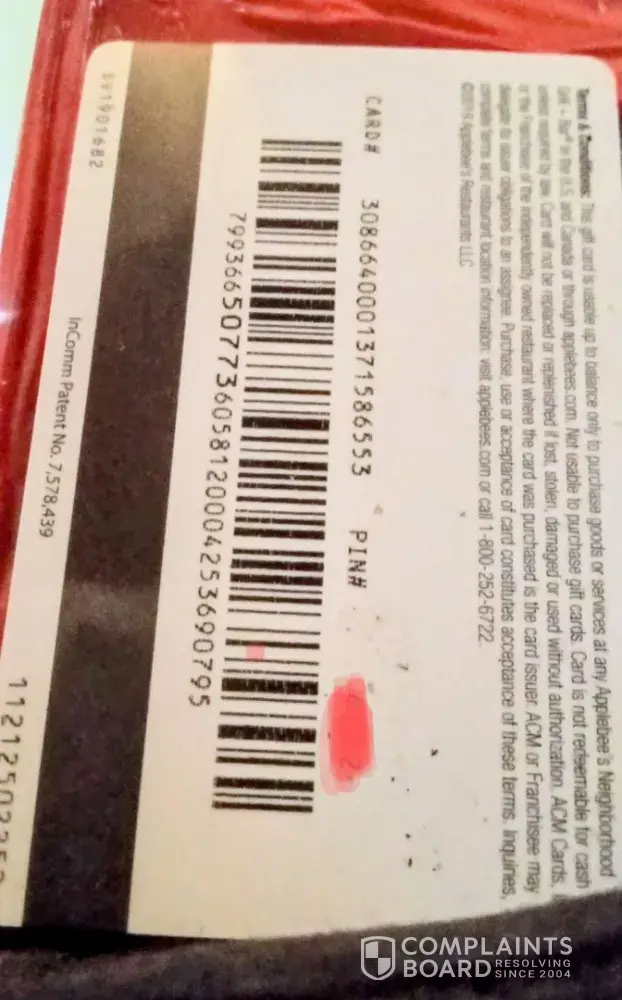 Terms & Conditions: This gift card is usable up to balance only to purchase goods or services at any Applebee's Neighborhood
Grill + Bar® in the U.S. and Canada or through applebees.com. Not usable to purchase gift cards. Card is not redeemable for cash
unless required by law. Card will not be replaced or replenished if lost, stolen, damaged or used without authorization. ACM Cards,
or the Franchisee of the independently owned restaurant where the card was purchased is the card issuer. ACM or Franchisee may
delegate its issuer obligations to an assignee. Purchase, use or acceptance of card constitutes acceptance of these terms. Inquiries,
complete terms and restaurant location information: visit applebees.com or call 1-800-252-6722.
Applebee's Restaurants LLC
CARD# 3086640001371586553 PIN#
799366507736058120004253690795
InComm Patent No. 7,578,439
SV1901682
COMPLAINTS
BOARD RESOLVING
SINCE 2004